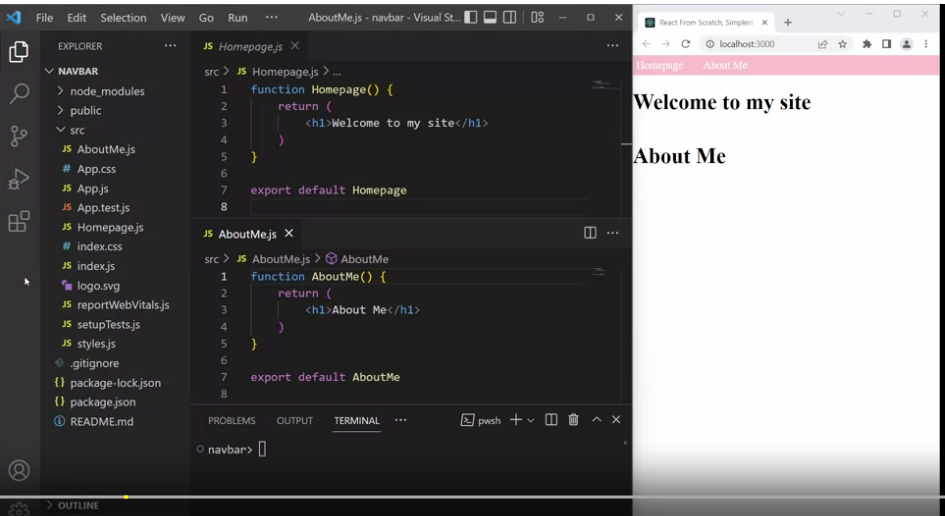 File Edit Selection View Go Run ··· AboutMe.js - navbar - Visual St...
EXPLORER ···
NAVBAR
node_modules
public
src
JS AboutMe.js
# App.css
JS App.js
JS App.test.js
JS Homepage.js
# index.css
JS index.js
logo.svg
JS reportWebVitals.js
JS setupTests.js
JS styles.js
.gitignore
{} package-lock.json
{} package.json
README.md
OUTLINE
JS Homepage.js ···
src > JS Homepage.js > ...
1 function Homepage() {
2 return (
3 <h1>Welcome to my site</h1>
4 )
5 }
6
7 export default Homepage
8
JS AboutMe.js ···
src > JS AboutMe.js > AboutMe
1 function AboutMe() {
2 return (
3 <h1>About Me</h1>
4 )
5 }
6
7 export default AboutMe
8
PROBLEMS OUTPUT TERMINAL ··· pwsh
navbar>
React From Scratch, Simplest
localhost:3000
Homepage About Me
Welcome to my site
About Me